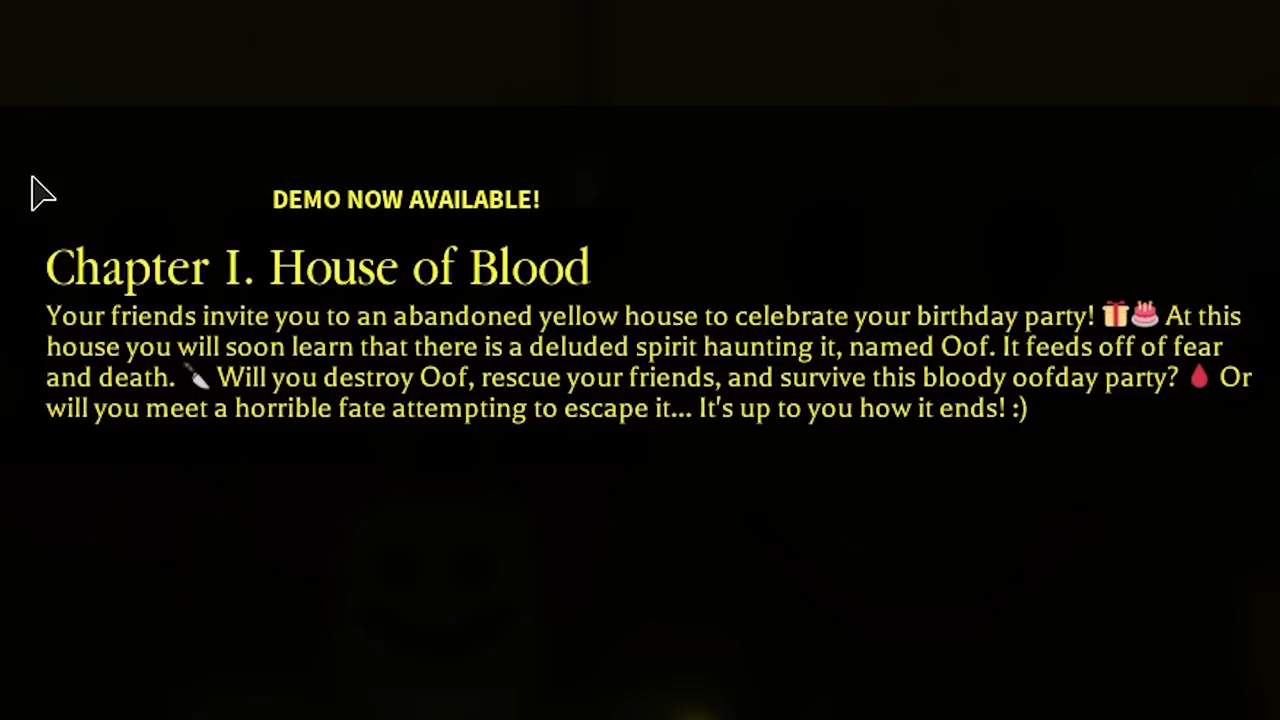 DEMO NOW AVAILABLE!
Chapter I. House of Blood
Your friends invite you to an abandoned yellow house to celebrate your birthday party! 🎁🎂 At this
house you will soon learn that there is a deluded spirit haunting it, named Oof. It feeds off of fear
and death. 🔪 Will you destroy Oof, rescue your friends, and survive this bloody oofday party? 🩸 Or
will you meet a horrible fate attempting to escape it... It's up to you how it ends! :)